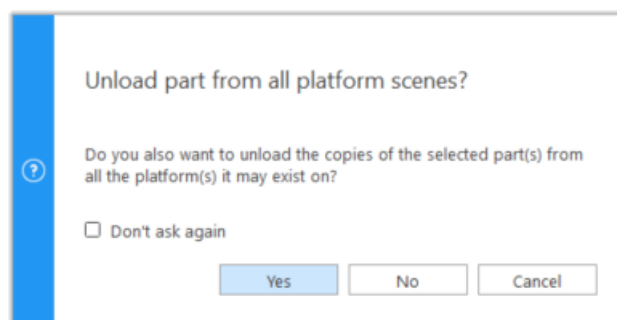 Unload part from all platform scenes?
Do you also want to unload the copies of the selected part(s) from
all the platform(s) it may exist on?
Don't ask again
Yes No Cancel